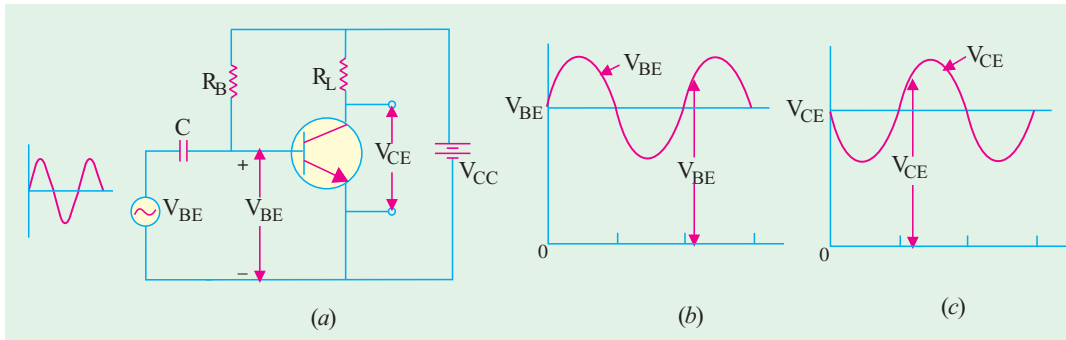 R_B
R_L
C
+
V_CE
V_CC
V_BE
V_BE
−
(a)
V_BE
V_BE
V_BE
0
(b)
V_CE
V_CE
V_CE
0
(c)